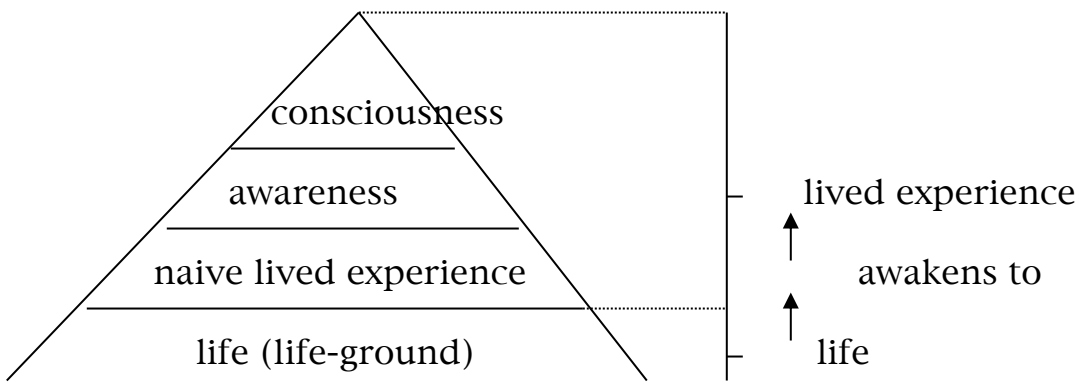 consciousness
awareness
lived experience
naive lived experience
awakens to
life (life-ground)
life